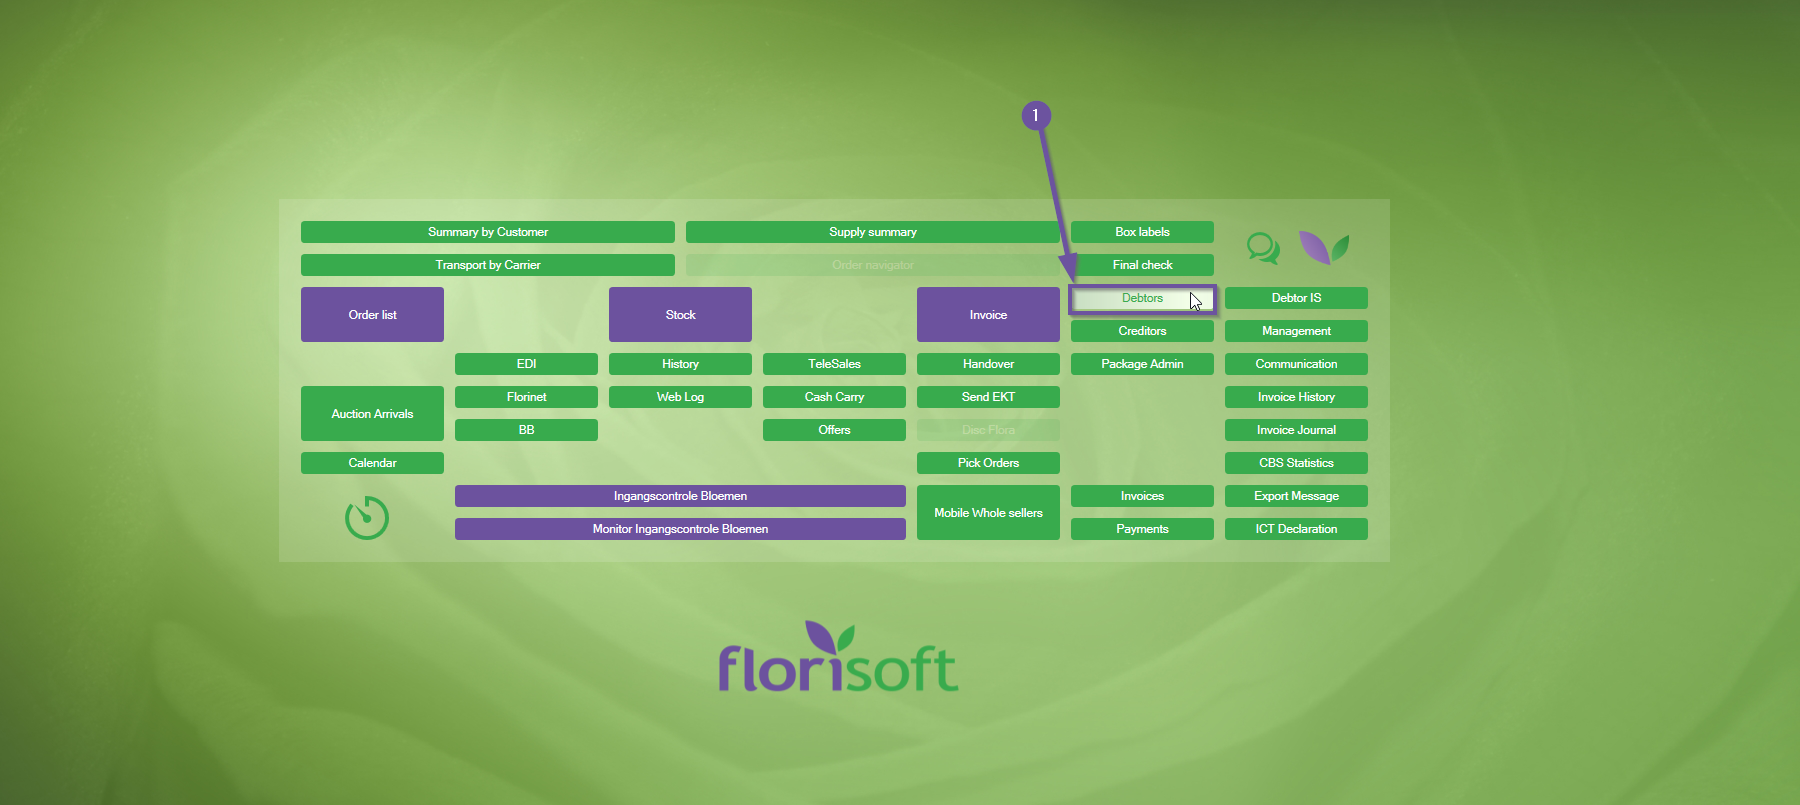 1
Summary by Customer
Supply summary
Box labels
Transport by Carrier
Order navigator
Final check
Order list
Stock
Invoice
Debtors
Debtor IS
Creditors
Management
EDI
History
TeleSales
Handover
Package Admin
Communication
Auction Arrivals
Florinet
Web Log
Cash Carry
Send EKT
Invoice History
BB
Offers
Disc Flora
Invoice Journal
Calendar
Pick Orders
CBS Statistics
Ingangscontrole Bloemen
Mobile Whole sellers
Invoices
Export Message
Monitor Ingangscontrole Bloemen
Payments
ICT Declaration
florisoft